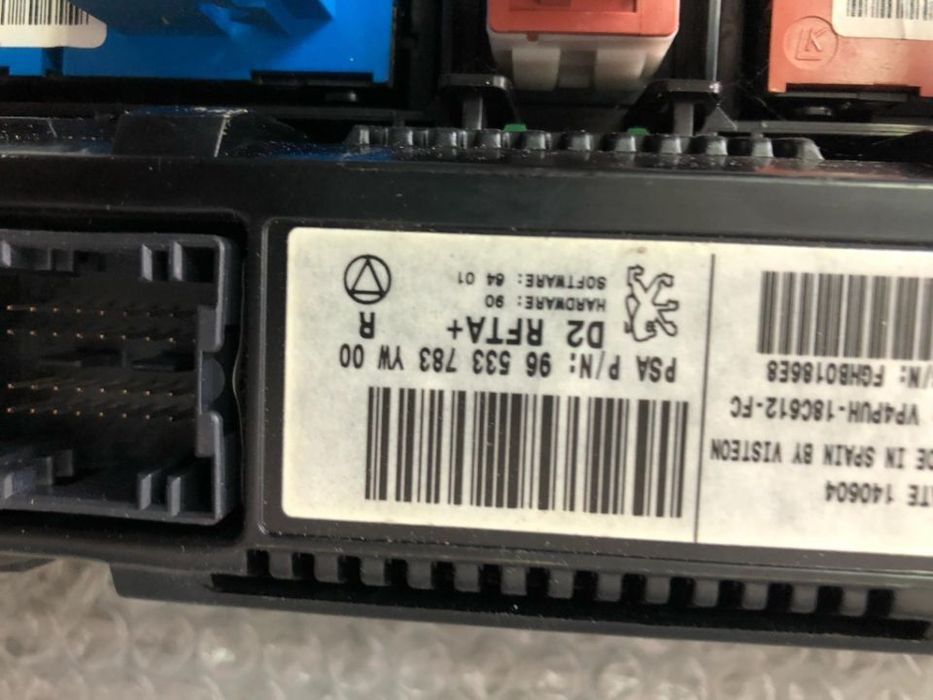 PSA P/N: 96 533 783 YW 00
D2 RFTA+ R
HARDWARE: 90
SOFTWARE: 64 01
ATE 140604
DE IN SPAIN BY VISTEON
VP4PUH-18C612-FC
/N: FGHB0186E8
K